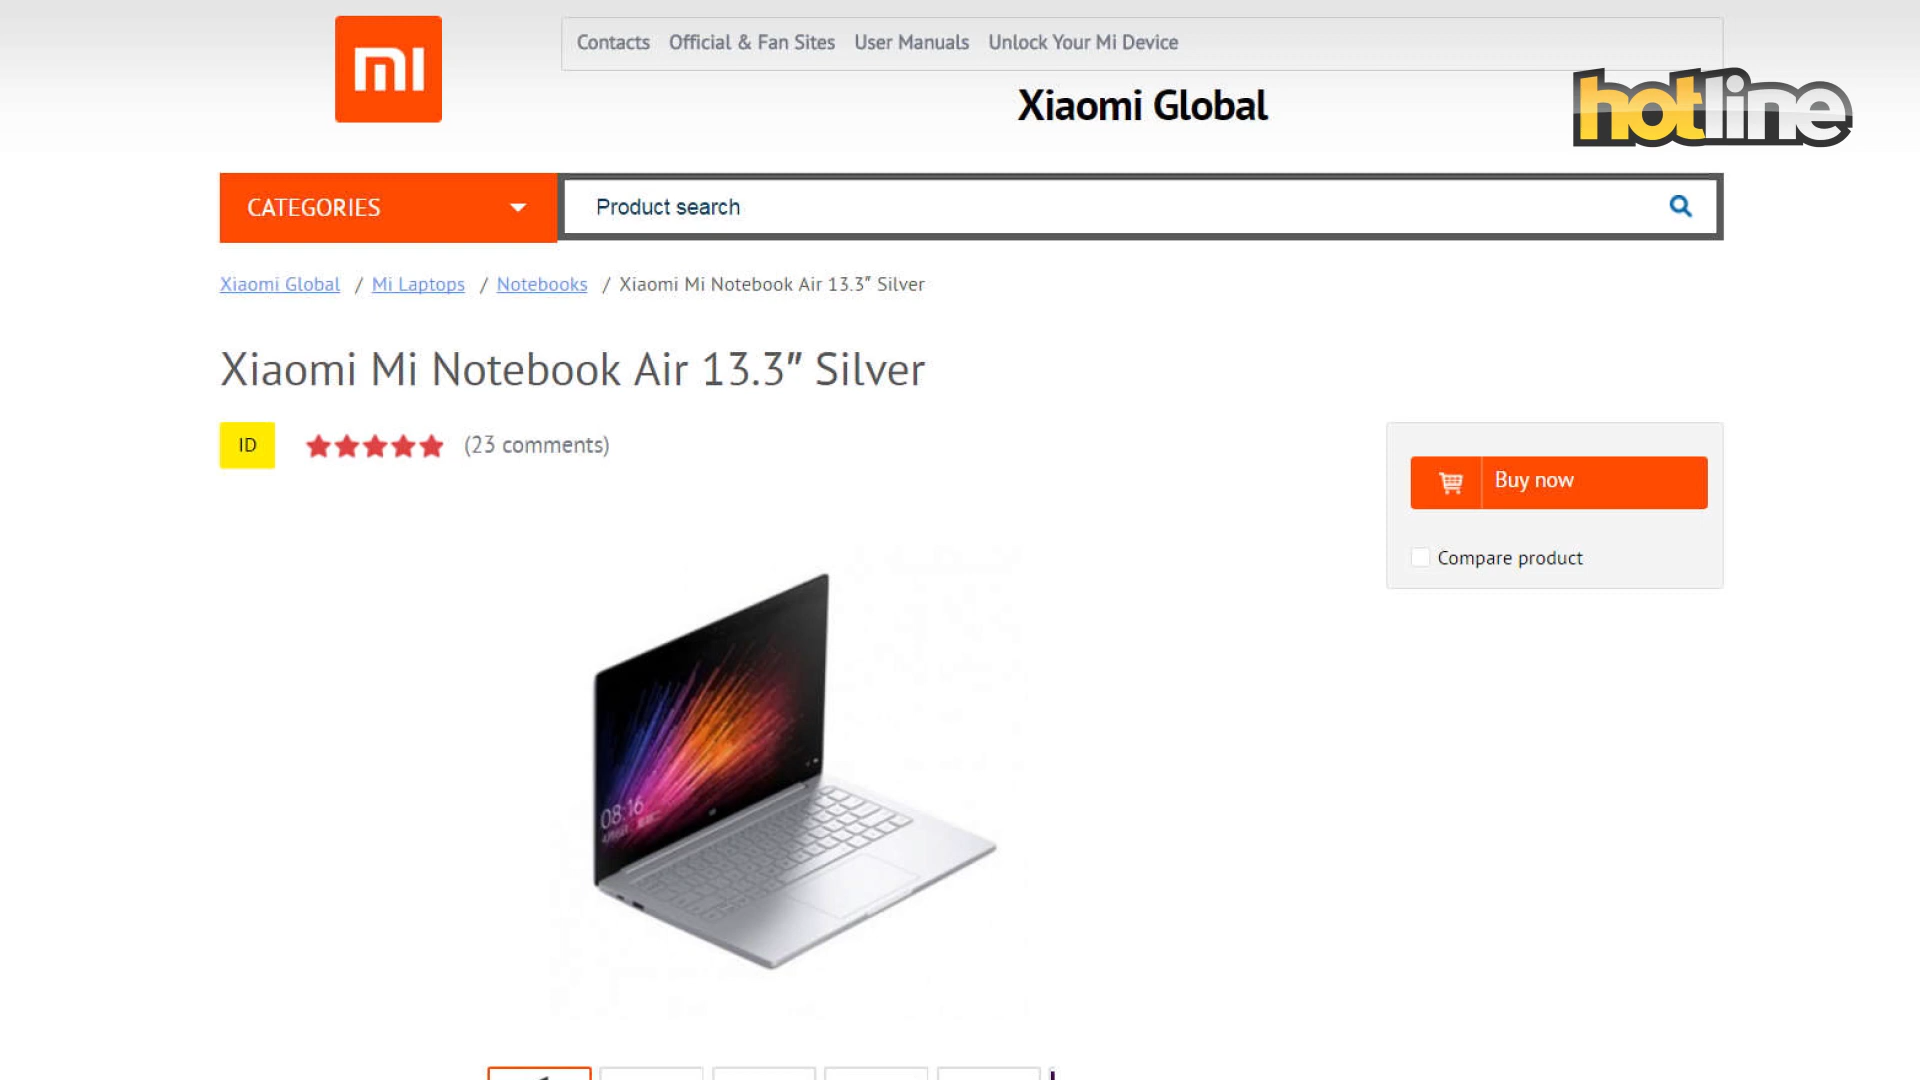 mi
Contacts Official & Fan Sites User Manuals Unlock Your Mi Device
Xiaomi Global
hotline
CATEGORIES
Product search
Xiaomi Global / Mi Laptops / Notebooks / Xiaomi Mi Notebook Air 13.3″ Silver
Xiaomi Mi Notebook Air 13.3″ Silver
ID
(23 comments)
Buy now
Compare product
08:16